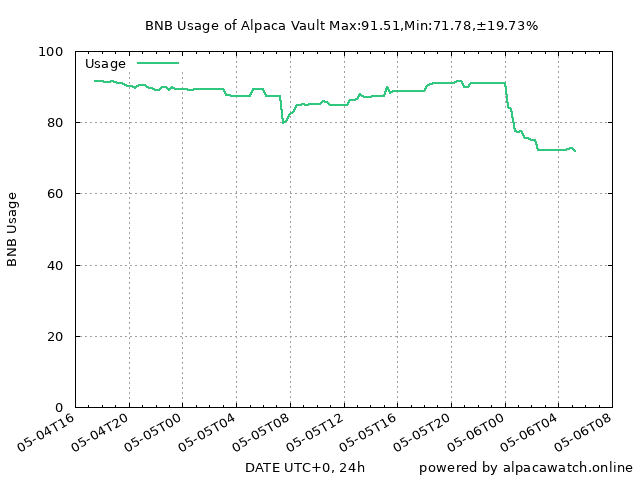 BNB Usage of Alpaca Vault Max:91.51,Min:71.78,±19.73%
100
80
60
40
20
0
Usage
BNB Usage
05-04T16
05-04T20
05-05T00
05-05T04
05-05T08
05-05T12
05-05T16
05-05T20
05-06T00
05-06T04
05-06T08
DATE UTC+0, 24h
powered by alpacawatch.online